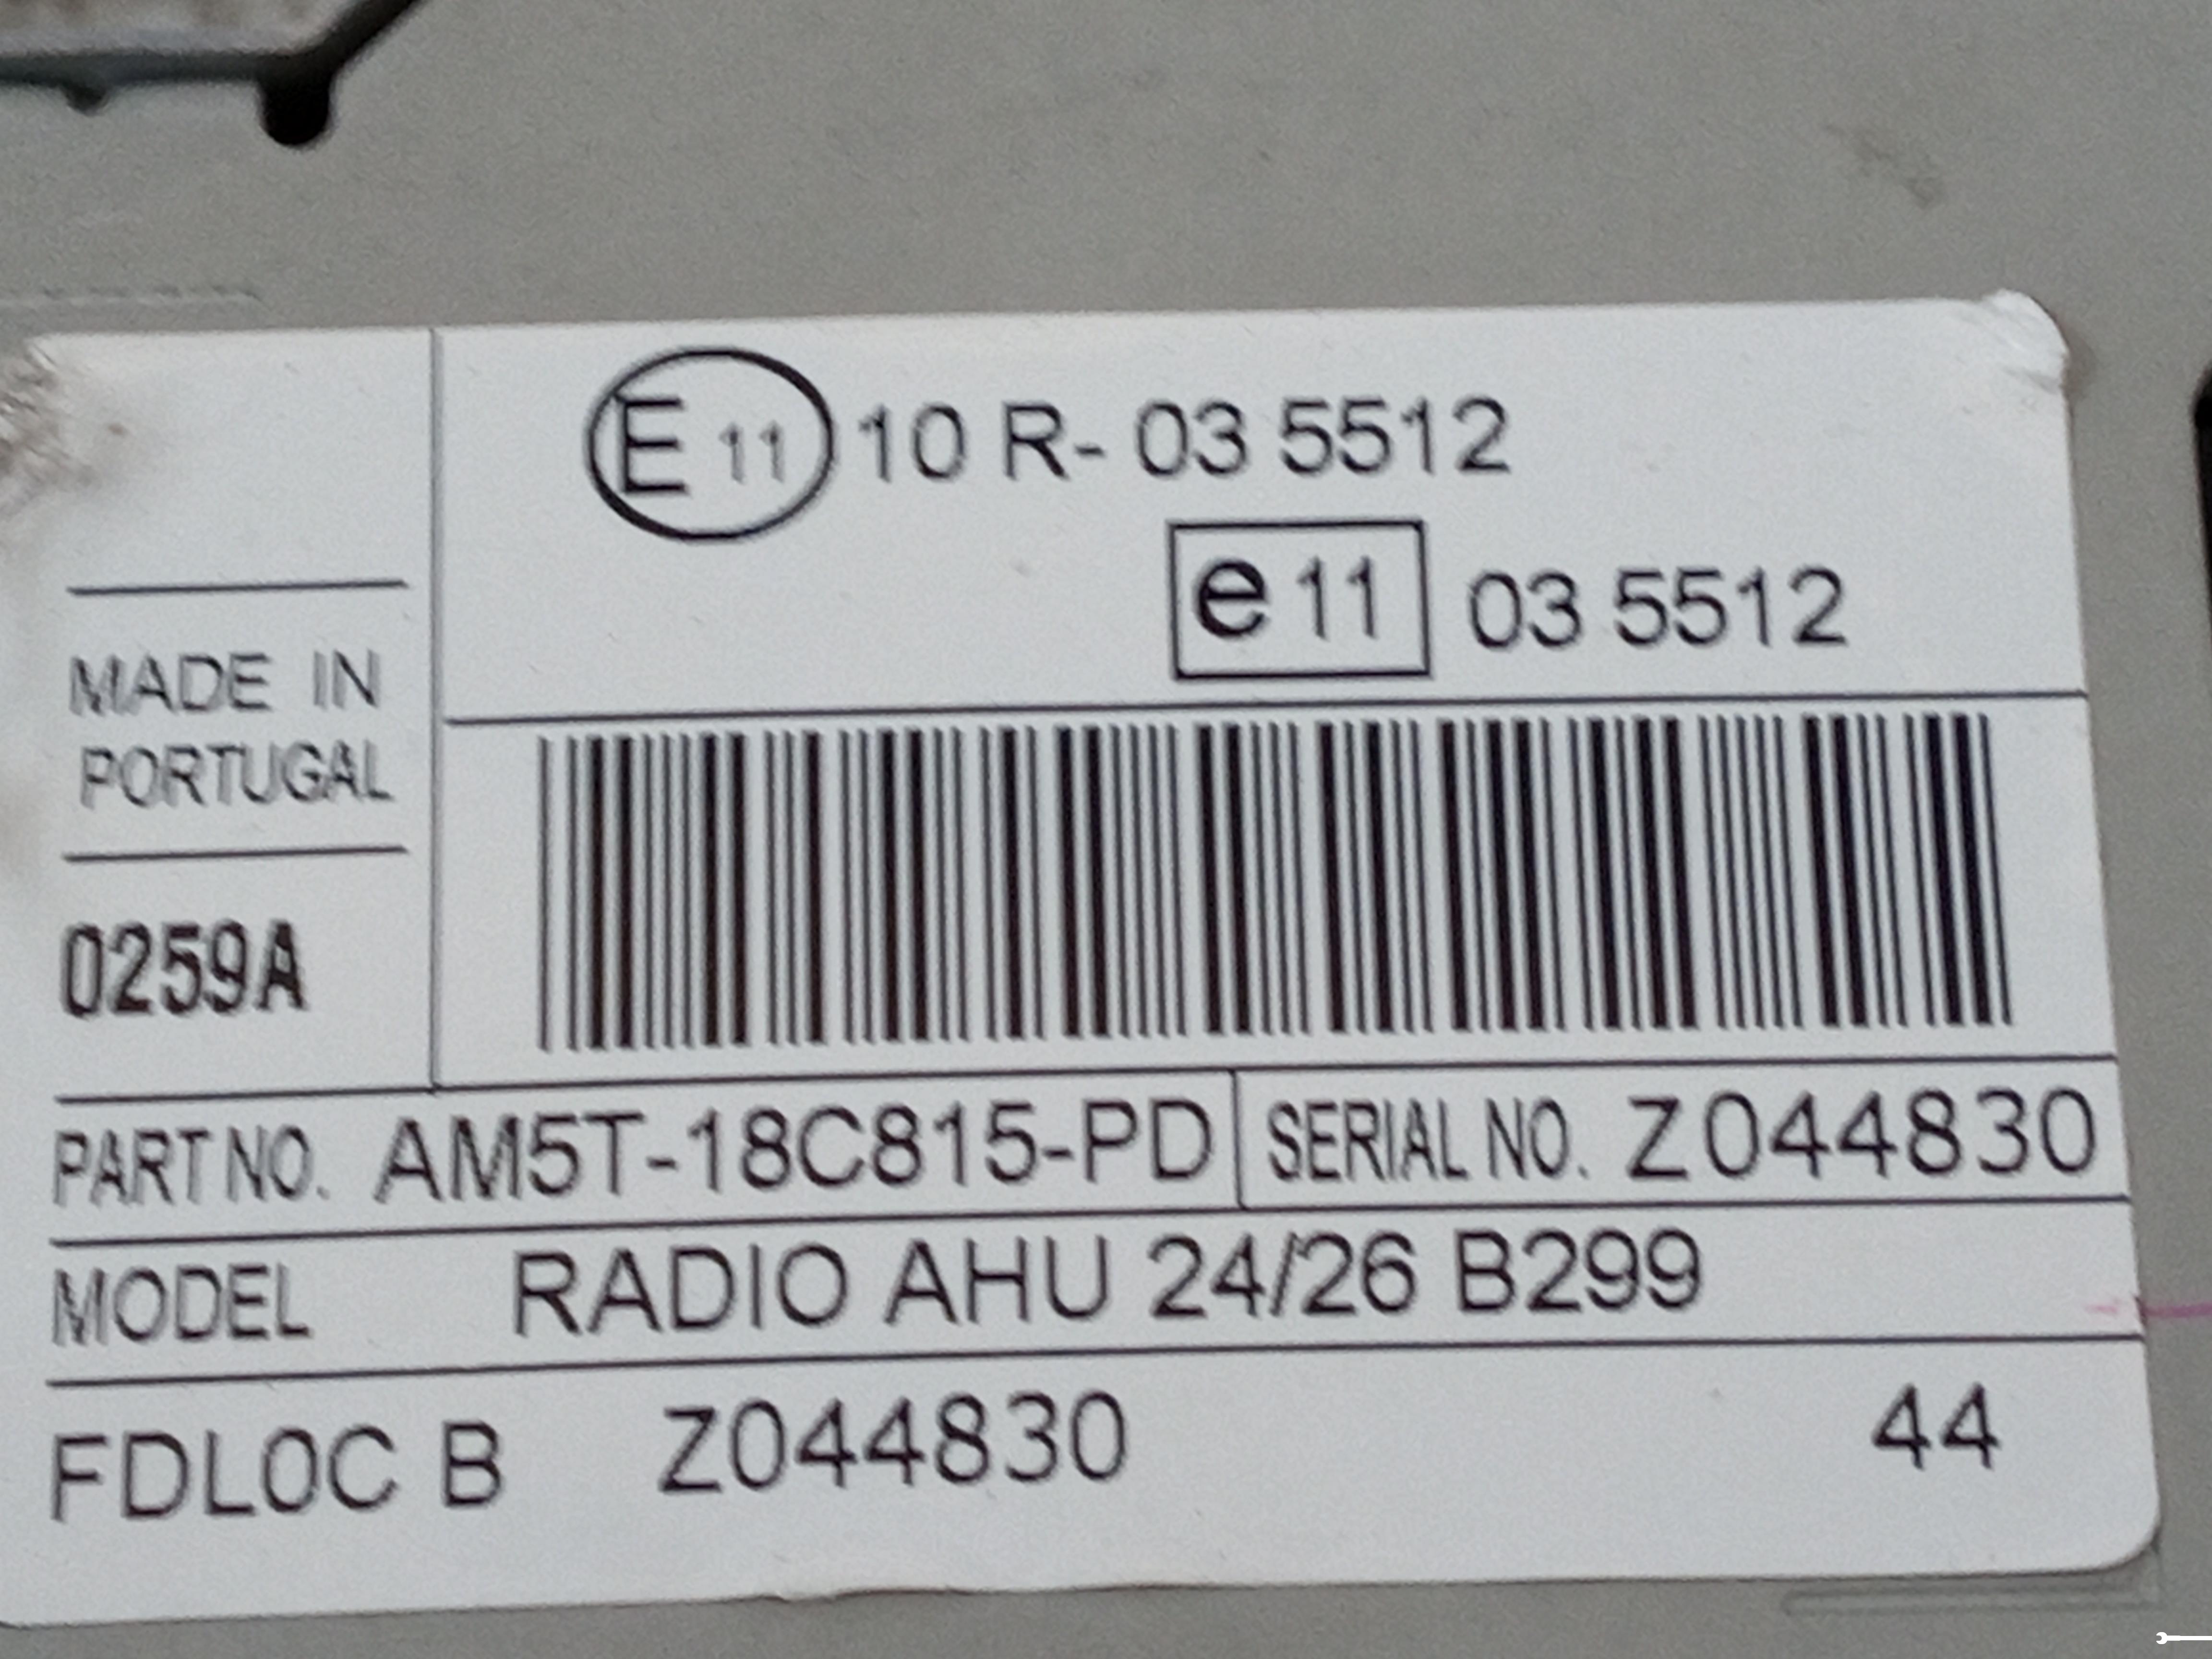 E 11 10 R- 03 5512
e 11 03 5512
MADE IN
PORTUGAL
0259A
PART NO. AM5T-18C815-PD SERIAL NO. Z044830
MODEL RADIO AHU 24/26 B299
FDLOC B Z044830 44